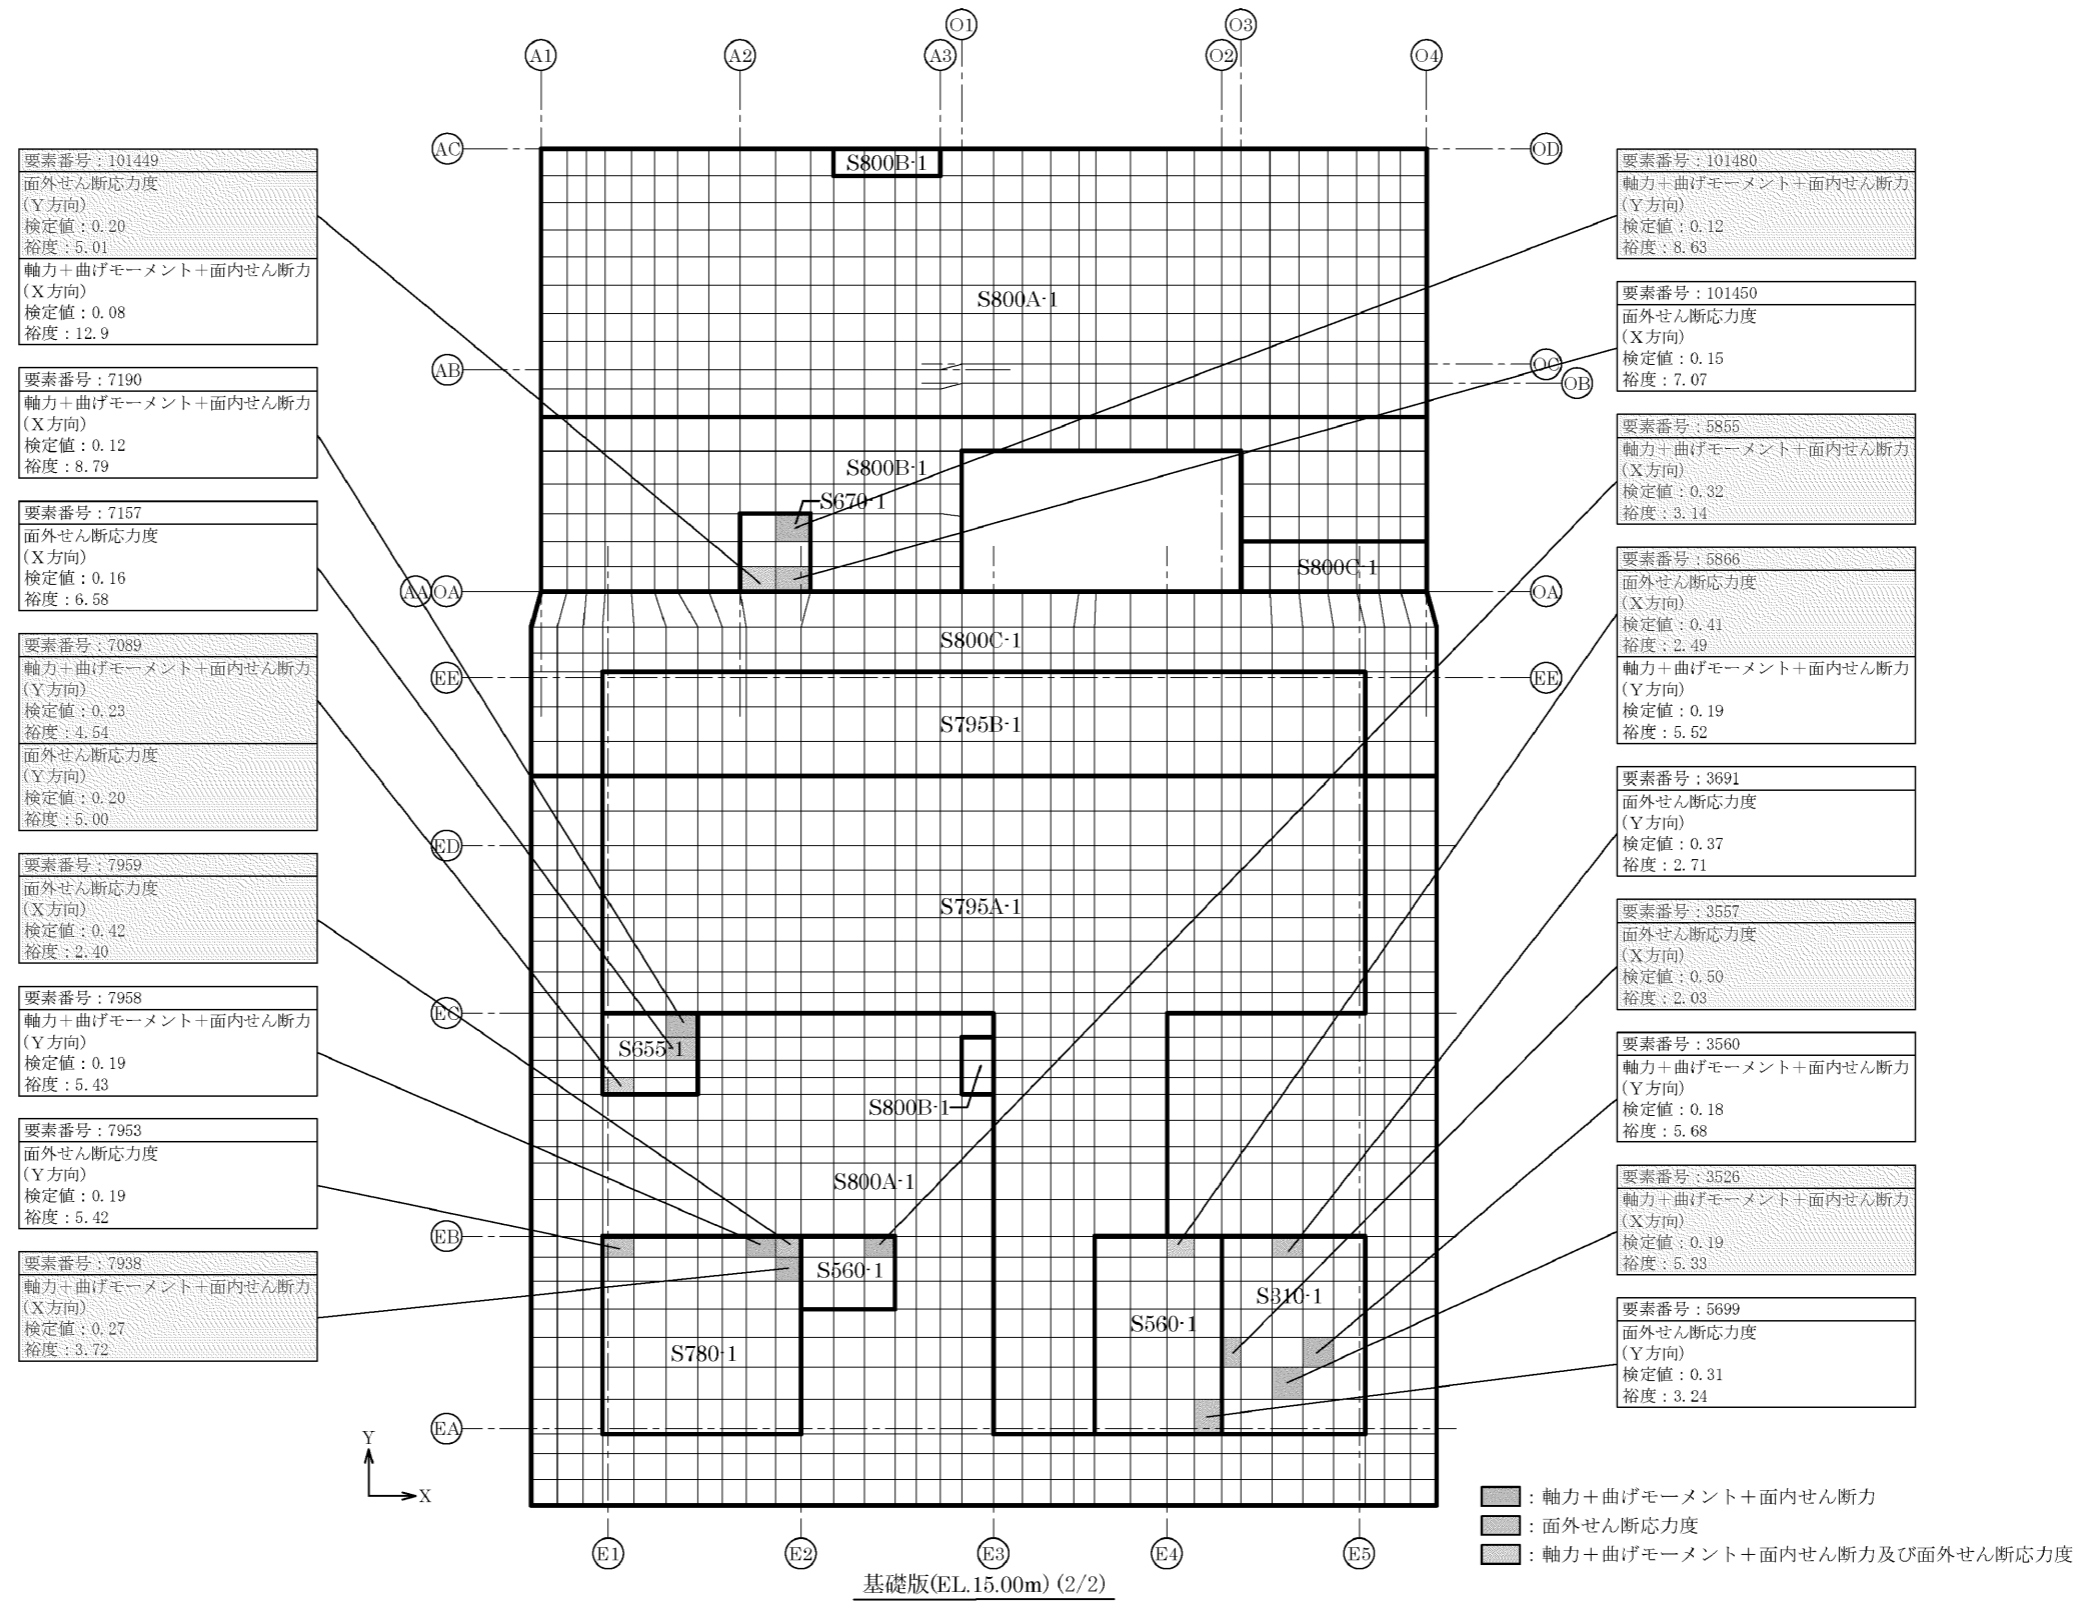 O1
O3
A1
A2
A3
O2
O4
AC
OD
AB
OC
OB
AA
OA
OA
EE
EE
ED
EC
EB
EA
E1
E2
E3
E4
E5
要素番号:101449
面外せん断応力度
(Y方向)
検定値:0.20
裕度:5.01
軸力+曲げモーメント+面内せん断力
(X方向)
検定値:0.08
裕度:12.9
要素番号:7190
軸力+曲げモーメント+面内せん断力
(X方向)
検定値:0.12
裕度:8.79
要素番号:7157
面外せん断応力度
(X方向)
検定値:0.16
裕度:6.58
要素番号:7089
軸力+曲げモーメント+面内せん断力
(Y方向)
検定値:0.23
裕度:4.54
面外せん断応力度
(Y方向)
検定値:0.20
裕度:5.00
要素番号:7959
面外せん断応力度
(X方向)
検定値:0.42
裕度:2.40
要素番号:7958
軸力+曲げモーメント+面内せん断力
(Y方向)
検定値:0.19
裕度:5.43
要素番号:7953
面外せん断応力度
(Y方向)
検定値:0.19
裕度:5.42
要素番号:7938
軸力+曲げモーメント+面内せん断力
(X方向)
検定値:0.27
裕度:3.72
S800B-1
S800A-1
S800B-1
S670-1
S800C-1
S800C-1
S795B-1
S795A-1
S655-1
S800B-1
S800A-1
S560-1
S310-1
S560-1
S780-1
要素番号:101480
軸力+曲げモーメント+面内せん断力
(Y方向)
検定値:0.12
裕度:8.63
要素番号:101450
面外せん断応力度
(X方向)
検定値:0.15
裕度:7.07
要素番号:5855
軸力+曲げモーメント+面内せん断力
(X方向)
検定値:0.32
裕度:3.14
要素番号:5866
面外せん断応力度
(X方向)
検定値:0.41
裕度:2.49
軸力+曲げモーメント+面内せん断力
(Y方向)
検定値:0.19
裕度:5.52
要素番号:3691
面外せん断応力度
(Y方向)
検定値:0.37
裕度:2.71
要素番号:3557
面外せん断応力度
(X方向)
検定値:0.50
裕度:2.03
要素番号:3560
軸力+曲げモーメント+面内せん断力
(Y方向)
検定値:0.18
裕度:5.68
要素番号:3526
軸力+曲げモーメント+面内せん断力
(X方向)
検定値:0.19
裕度:5.33
要素番号:5699
面外せん断応力度
(Y方向)
検定値:0.31
裕度:3.24
Y
X
:軸力+曲げモーメント+面内せん断力
:面外せん断応力度
:軸力+曲げモーメント+面内せん断力及び面外せん断応力度
基礎版(EL.15.00m) (2/2)